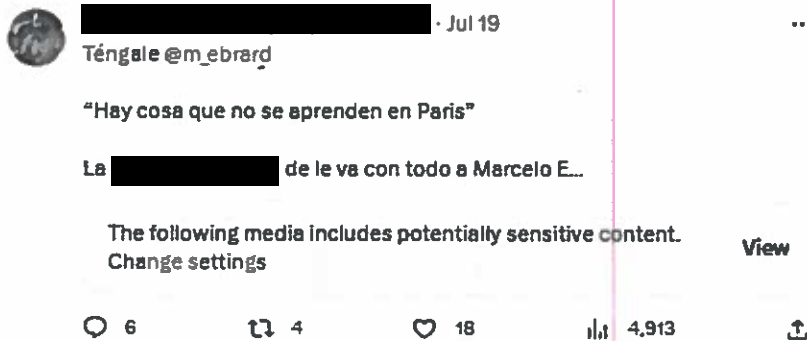 · Jul 19
Téngale @m_ebrard
“Hay cosa que no se aprenden en Paris”
La de le va con todo a Marcelo E...
The following media includes potentially sensitive content.
Change settings
View
6 4 18 4,913